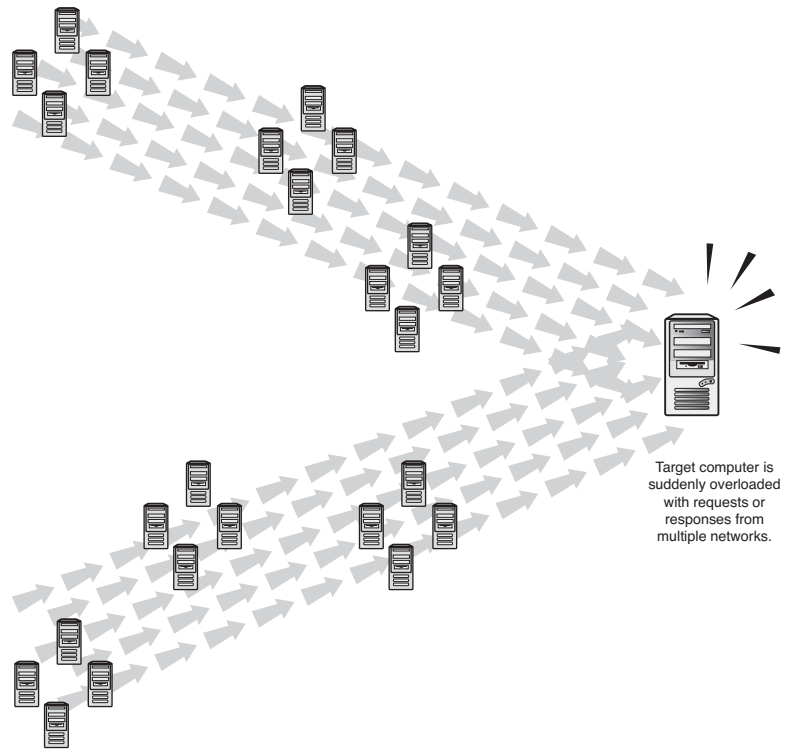 Target computer is
suddenly overloaded
with requests or
responses from
multiple networks.